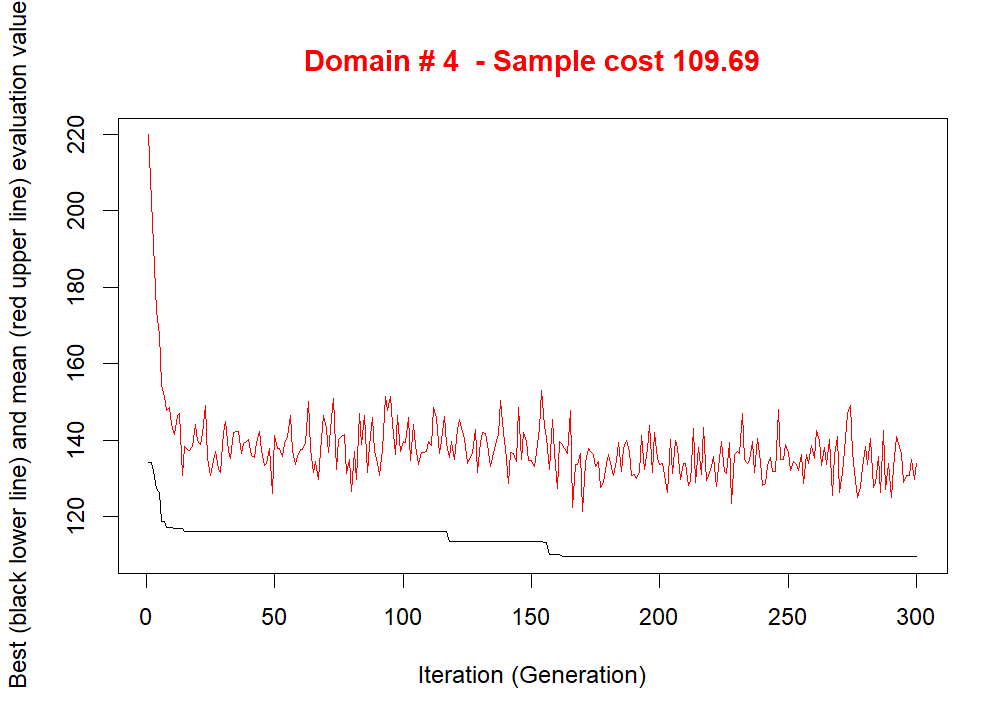 Domain # 4  - Sample cost 109.69
Best (black lower line) and mean (red upper line) evaluation value
220
200
180
160
140
120
0 50 100 150 200 250 300
Iteration (Generation)